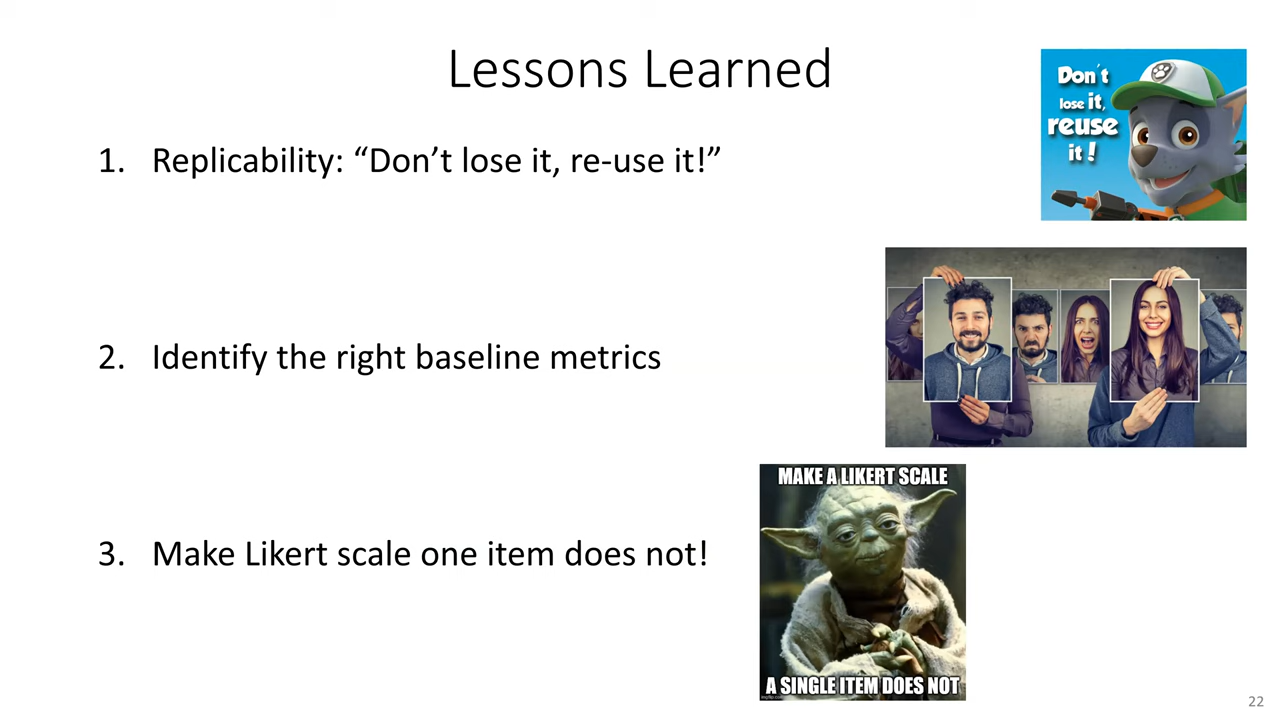 Lessons Learned
1. Replicability: “Don’t lose it, re-use it!”
Don't
lose it,
reuse
it!
2. Identify the right baseline metrics
3. Make Likert scale one item does not!
MAKE A LIKERT SCALE
A SINGLE ITEM DOES NOT
22